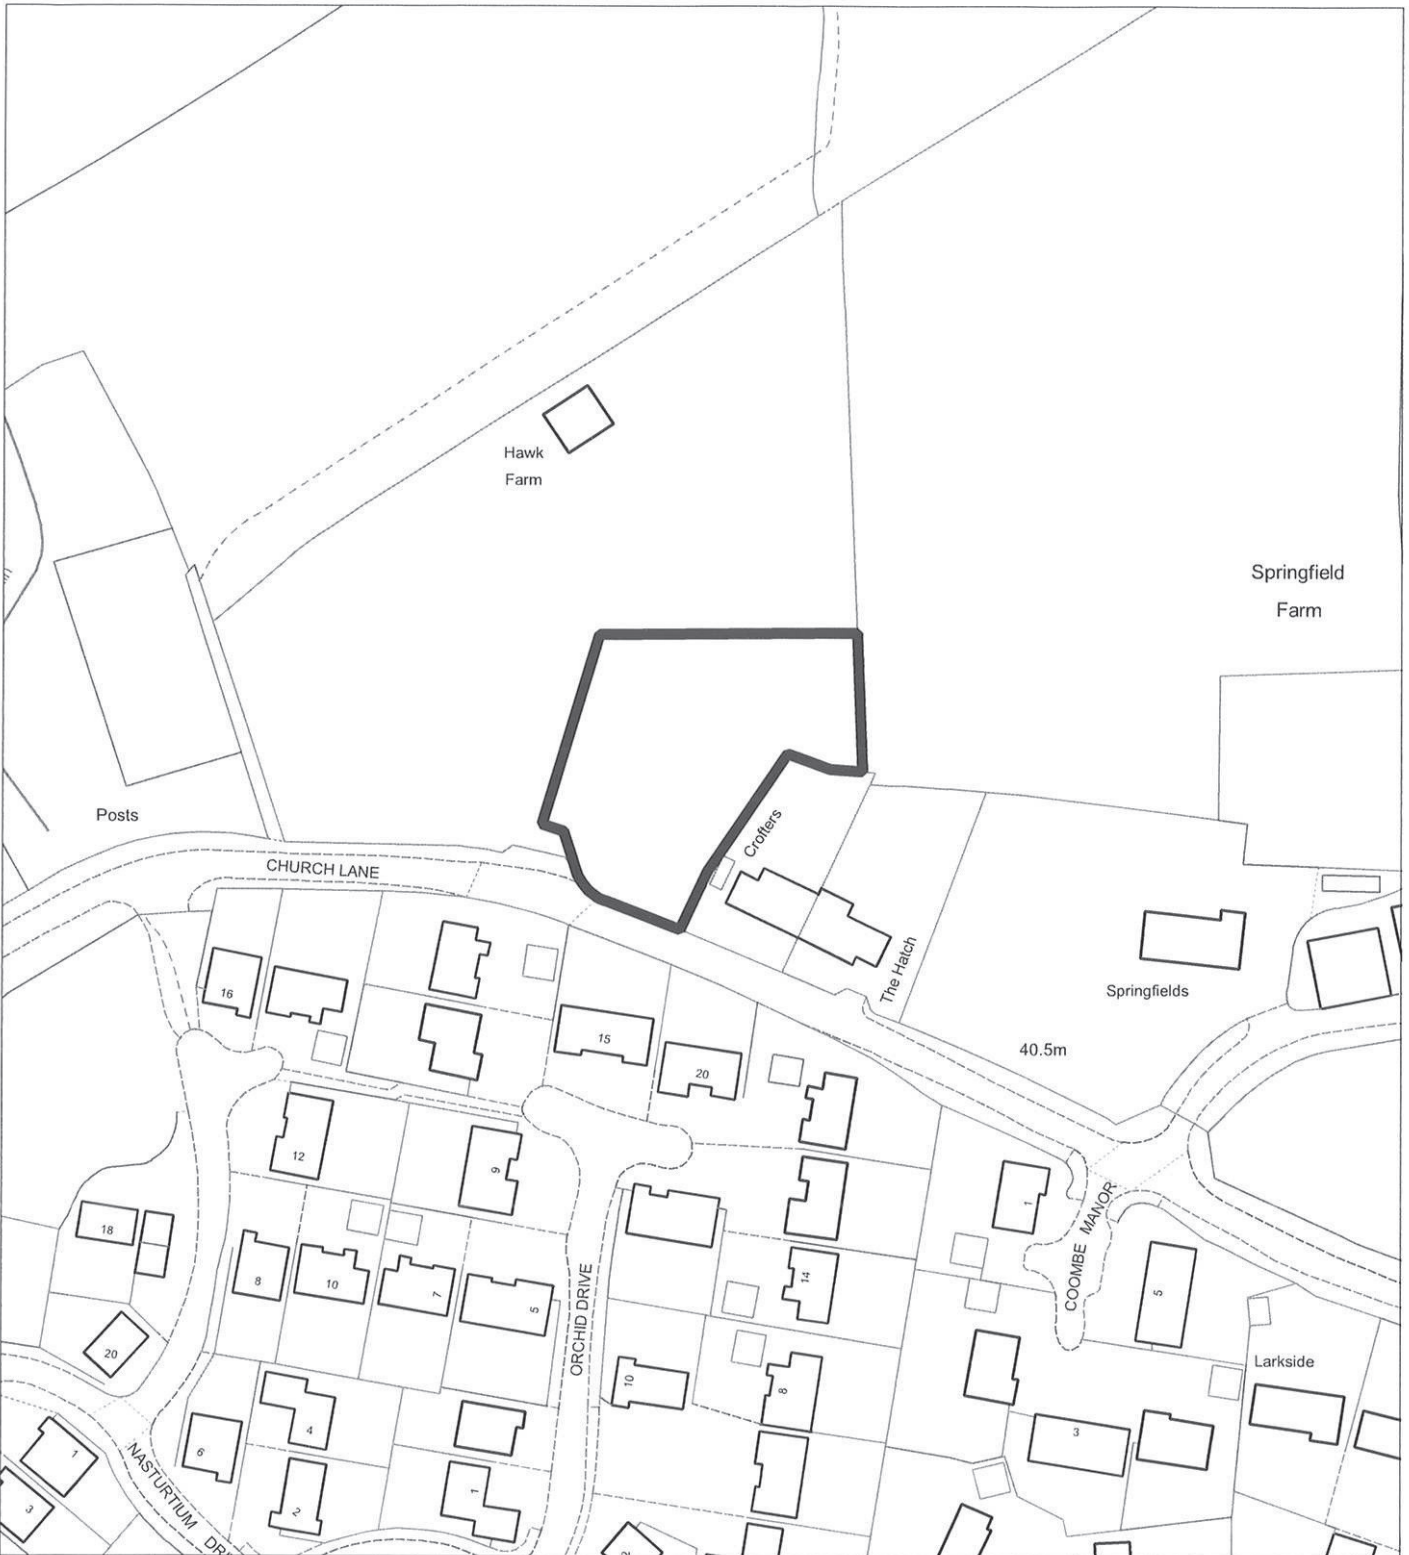 Hawk
Farm
Springfield
Farm
Posts
Crofters
CHURCH LANE
The Hatch
Springfields
16
15
40.5m
20
12
9
1
COOMBE MANOR
18
8
10
7
5
14
5
ORCHID DRIVE
20
10
8
Larkside
4
3
6
1
NASTURTIUM
2
1
3